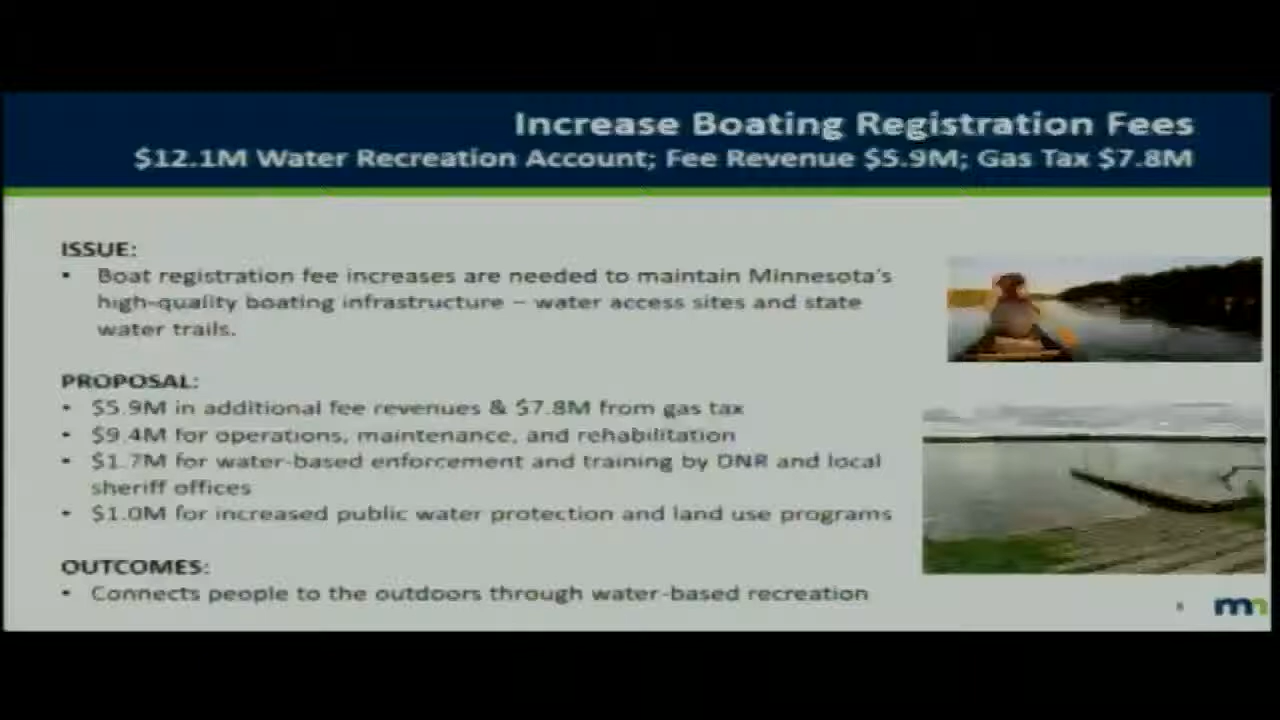 Increase Boating Registration Fees
$12.1M Water Recreation Account; Fee Revenue $5.9M; Gas Tax $7.8M
ISSUE:
• Boat registration fee increases are needed to maintain Minnesota's
high-quality boating infrastructure – water access sites and state
water trails.
PROPOSAL:
• $5.9M in additional fee revenues & $7.8M from gas tax
• $9.4M for operations, maintenance, and rehabilitation
• $1.7M for water-based enforcement and training by DNR and local
sheriff offices
• $1.0M for increased public water protection and land use programs
OUTCOMES:
• Connects people to the outdoors through water-based recreation
mn